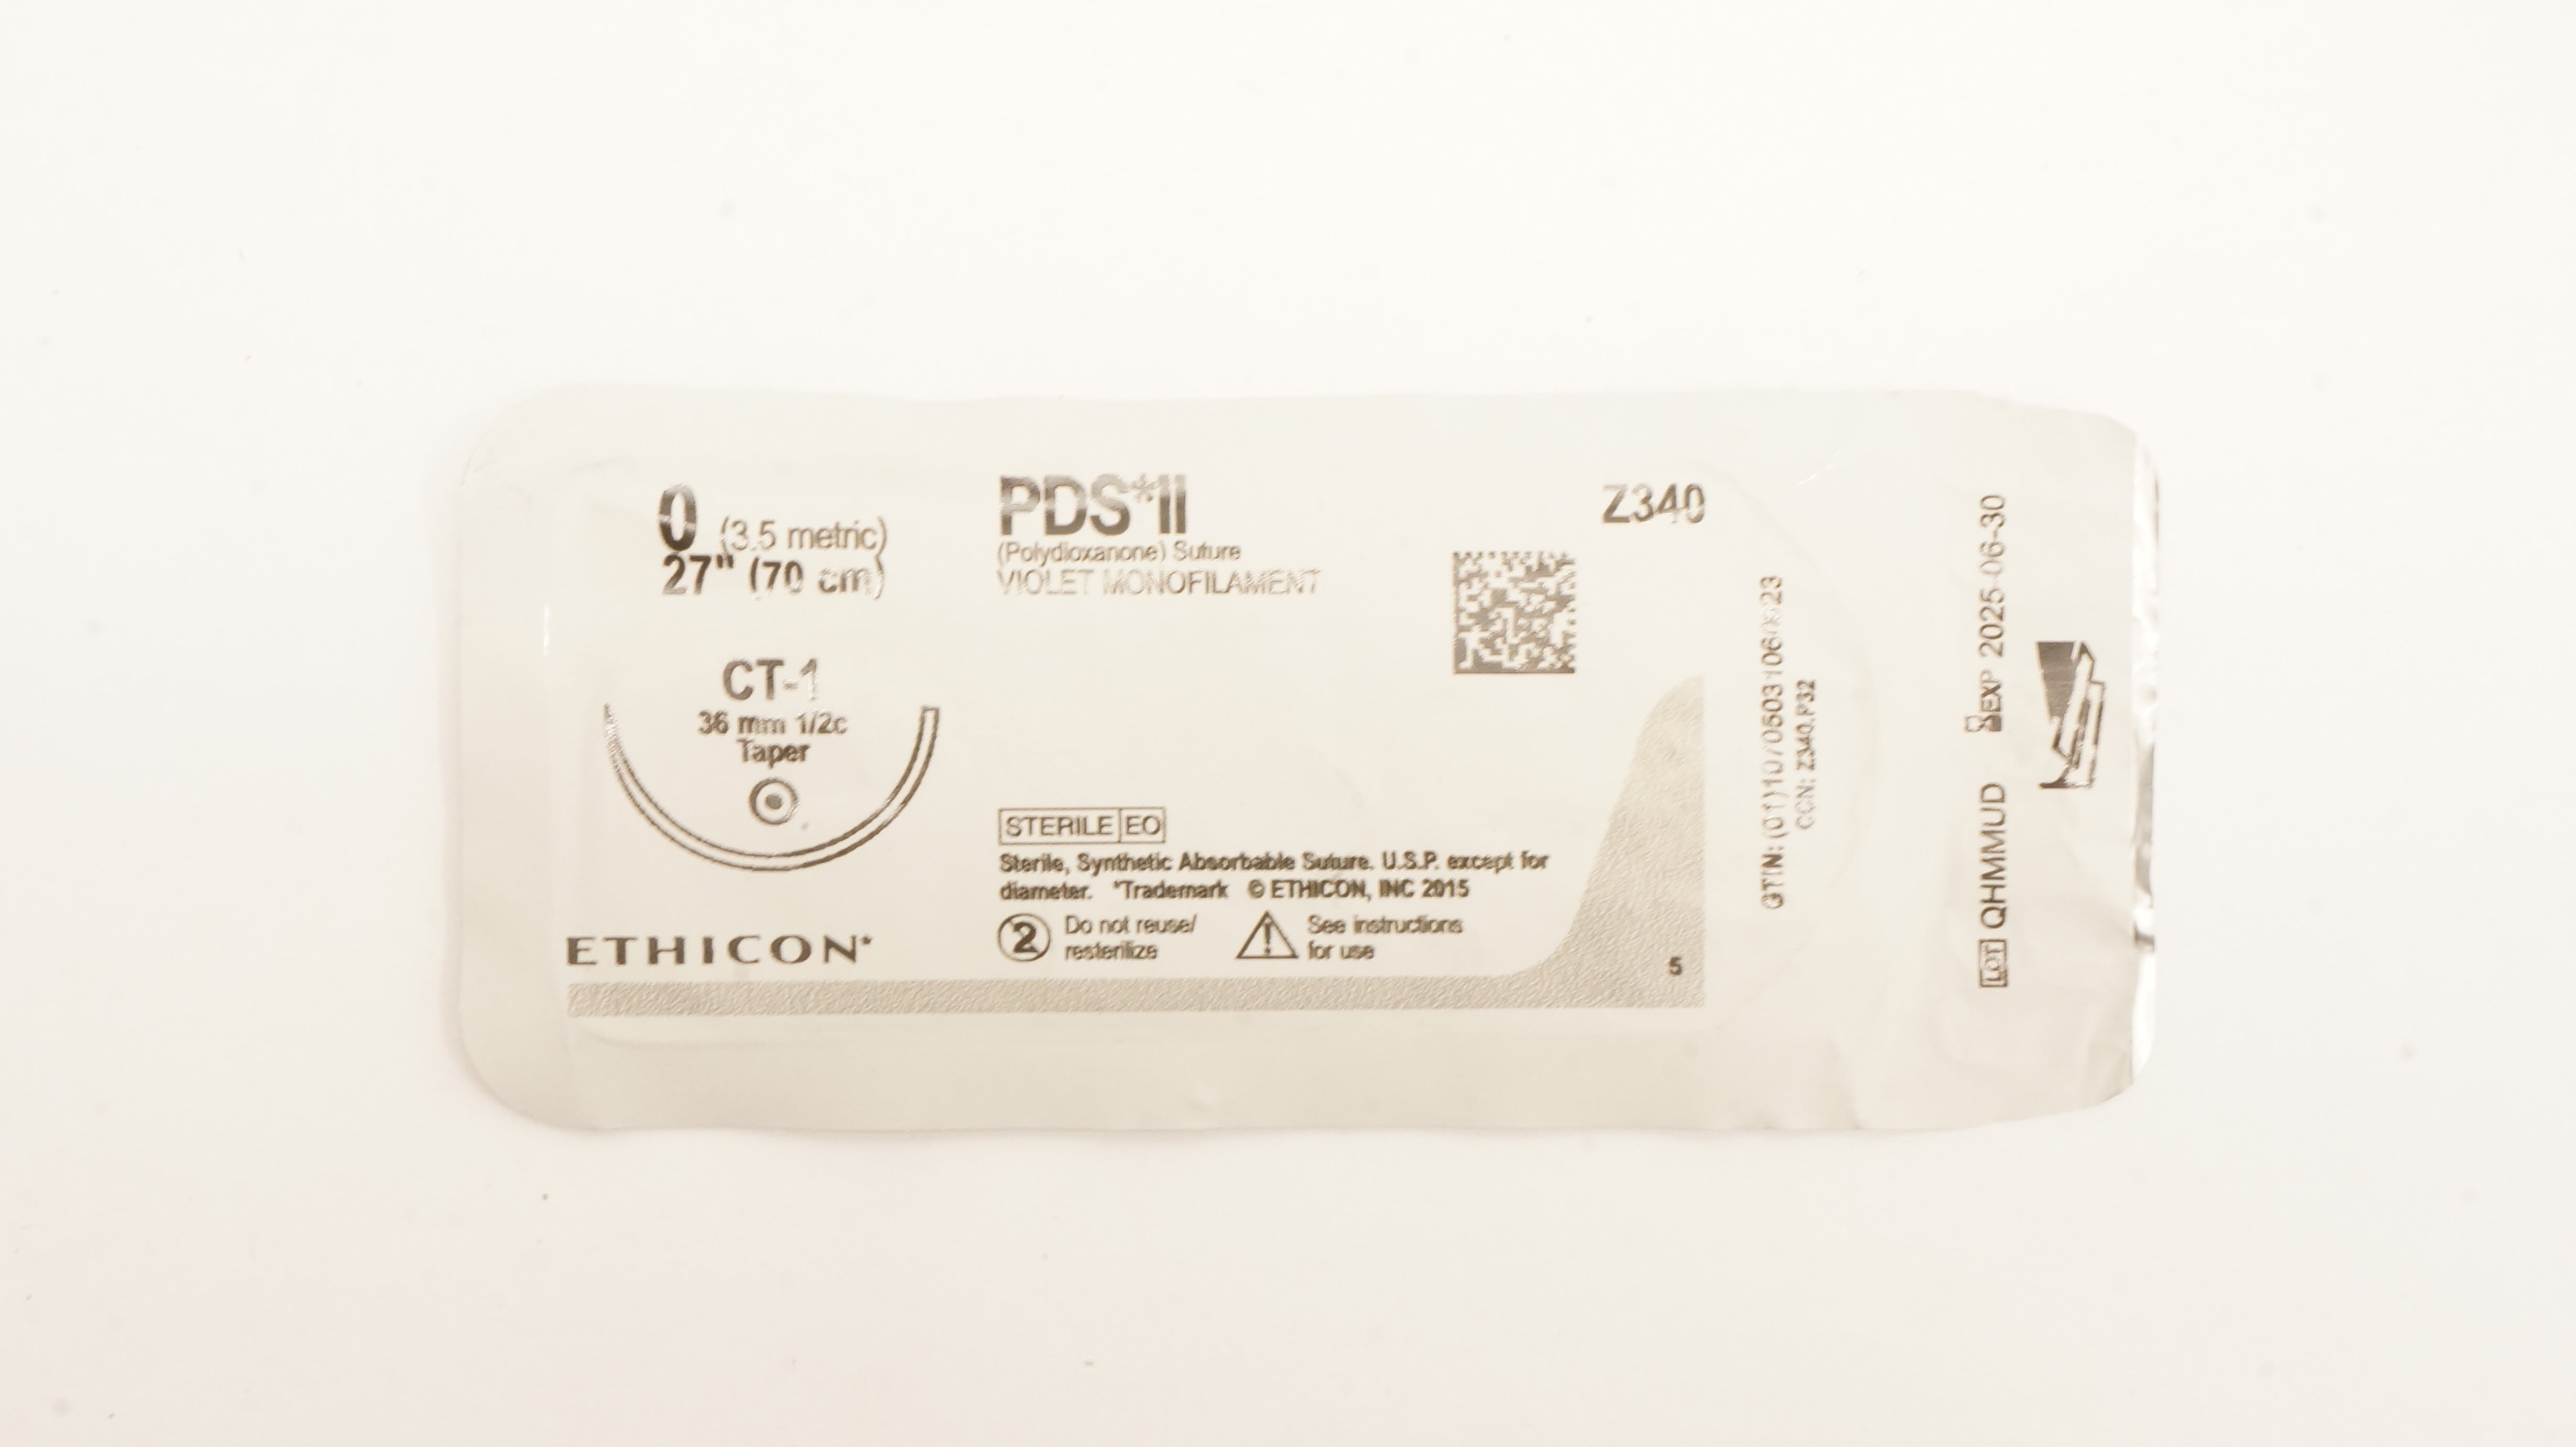 0 (3.5 metric)
27" (70 cm)
CT-1
36 mm 1/2c
Taper
ETHICON*
PDS*II
(Polydioxanone) Suture
VIOLET MONOFILAMENT
STERILE EO
Sterile, Synthetic Absorbable Suture. U.S.P. except for
diameter. *Trademark © ETHICON, INC 2015
2 Do not reuse/
resterilize
See instructions
for use
Z340
5
GTIN:
CCN: Z340.P32
LOT QHMMUD EXP 2025-06-30